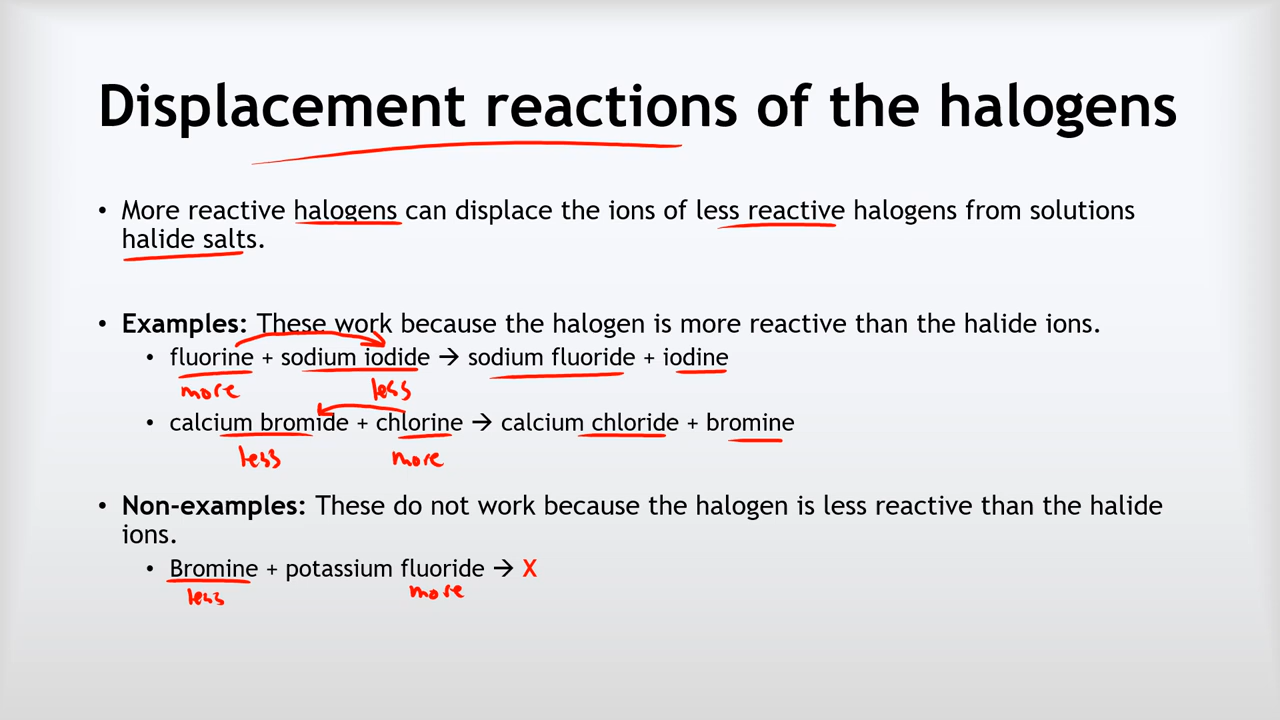 Displacement reactions of the halogens
• More reactive halogens can displace the ions of less reactive halogens from solutions
halide salts.
• Examples: These work because the halogen is more reactive than the halide ions.
• fluorine + sodium iodide → sodium fluoride + iodine
more less
• calcium bromide + chlorine → calcium chloride + bromine
less more
• Non-examples: These do not work because the halogen is less reactive than the halide
ions.
• Bromine + potassium fluoride → X
less more